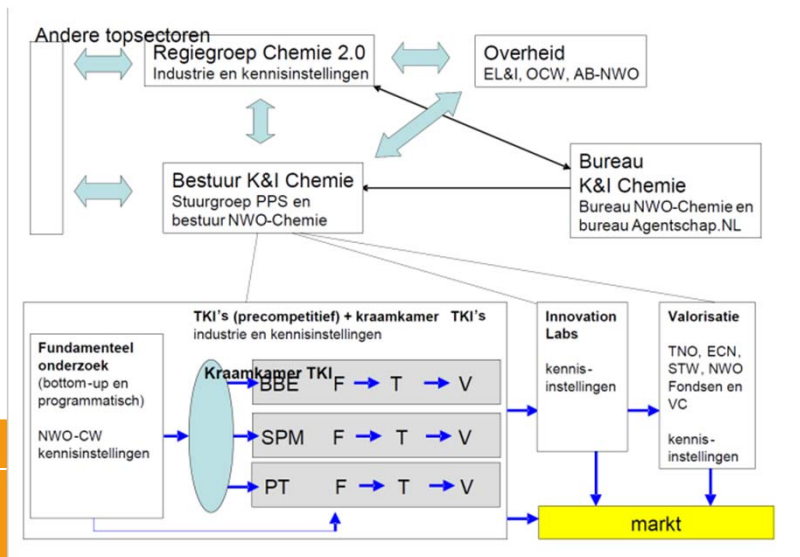 Andere topsectoren
Regiegroep Chemie 2.0
Industrie en kennisinstellingen
Overheid
EL&I, OCW, AB-NWO
Bestuur K&I Chemie
Stuurgroep PPS en
bestuur NWO-Chemie
Bureau
K&I Chemie
Bureau NWO-Chemie en
bureau Agentschap.NL
TKI's (precompetitief) + kraamkamer TKI's
industrie en kennisinstellingen
Fundamenteel
onderzoek
(bottom-up en
programmatisch)
NWO-CW
kennisinstellingen
Kraamkamer TKI
BBE F T V
SPM F T V
PT F T V
Innovation
Labs
kennis-
instellingen
Valorisatie
TNO, ECN,
STW, NWO
Fondsen en
VC
kennis-
instellingen
markt